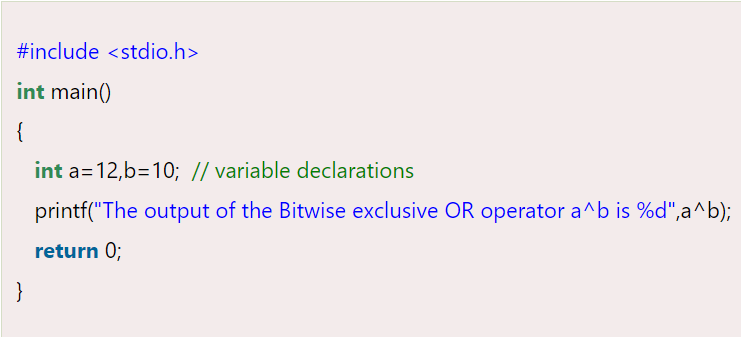 #include <stdio.h>
int main()
{
int a=12,b=10; // variable declarations
printf("The output of the Bitwise exclusive OR operator a^b is %d",a^b);
return 0;
}